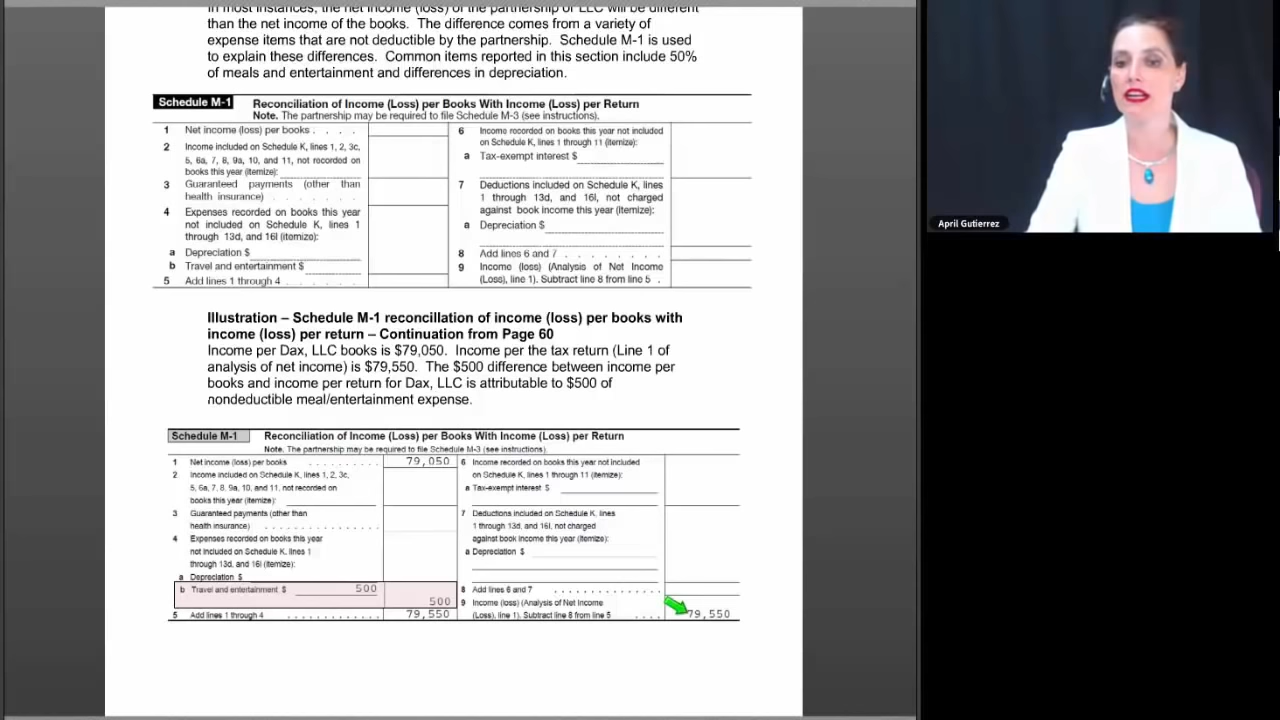 In most instances, the net income (loss) of the partnership or LLC will be different
than the net income of the books. The difference comes from a variety of
expense items that are not deductible by the partnership. Schedule M-1 is used
to explain these differences. Common items reported in this section include 50%
of meals and entertainment and differences in depreciation.
Schedule M-1 Reconciliation of Income (Loss) per Books With Income (Loss) per Return
Note. The partnership may be required to file Schedule M-3 (see instructions).
1 Net income (loss) per books . . . .
2 Income included on Schedule K, lines 1, 2, 3c,
5, 6a, 7, 8, 9a, 10, and 11, not recorded on
books this year (itemize):
3 Guaranteed payments (other than
health insurance) . . . . . . .
4 Expenses recorded on books this year
not included on Schedule K, lines 1
through 13d, and 16l (itemize):
a Depreciation $
b Travel and entertainment $
5 Add lines 1 through 4 . . . . .
6 Income recorded on books this year not included
on Schedule K, lines 1 through 11 (itemize):
a Tax-exempt interest $
7 Deductions included on Schedule K, lines
1 through 13d, and 16l, not charged
against book income this year (itemize):
a Depreciation $
8 Add lines 6 and 7 . . . . . . . .
9 Income (loss) (Analysis of Net Income
(Loss), line 1). Subtract line 8 from line 5 .
Illustration – Schedule M-1 reconcillation of income (loss) per books with
income (loss) per return – Continuation from Page 60
Income per Dax, LLC books is $79,050. Income per the tax return (Line 1 of
analysis of net income) is $79,550. The $500 difference between income per
books and income per return for Dax, LLC is attributable to $500 of
nondeductible meal/entertainment expense.
Schedule M-1 Reconciliation of Income (Loss) per Books With Income (Loss) per Return
Note. The partnership may be required to file Schedule M-3 (see instructions).
1 Net income (loss) per books . . . . . . . . . . 79,050
2 Income included on Schedule K, lines 1, 2, 3c,
5, 6a, 7, 8, 9a, 10, and 11, not recorded on
books this year (itemize):
3 Guaranteed payments (other than
health insurance) . . . . . . . . . . . . . .
4 Expenses recorded on books this year
not included on Schedule K, lines 1
through 13d, and 16l (itemize):
a Depreciation $
b Travel and entertainment $ 500
500
5 Add lines 1 through 4 . . . . . . . . . . . 79,550
6 Income recorded on books this year not included
on Schedule K, lines 1 through 11 (itemize):
a Tax-exempt interest $
7 Deductions included on Schedule K, lines
1 through 13d, and 16l, not charged
against book income this year (itemize):
a Depreciation $
8 Add lines 6 and 7 . . . . . . . . . . . . .
9 Income (loss) (Analysis of Net Income
(Loss), line 1). Subtract line 8 from line 5 . . . . 79,550
April Gutierrez